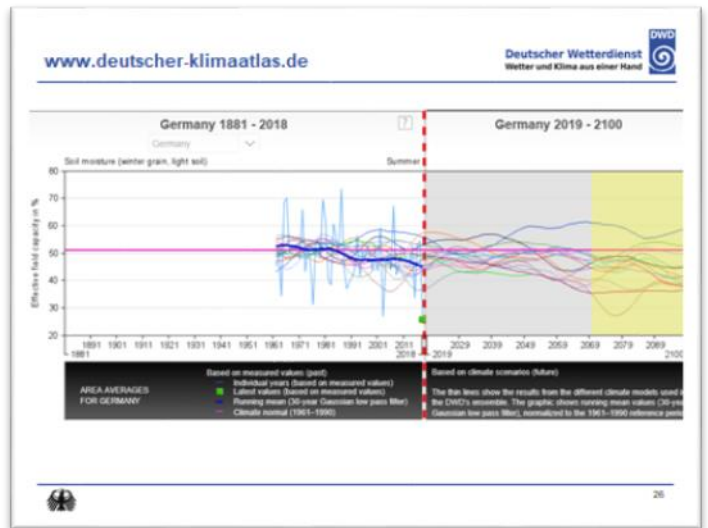 www.deutscher-klimaatlas.de
Deutscher Wetterdienst
Wetter und Klima aus einer Hand
DWD
Germany 1881 - 2018
?
Germany 2019 - 2100
Germany
Soil moisture (winter grain, light soil)
Summer
Effective field capacity in %
80
70
60
50
40
30
20
1891 1901 1911 1921 1931 1941 1951 1961 1971 1981 1991 2001 2011
2029 2039 2049 2059 2069 2079 2089
1881
2018
2019
2100
AREA AVERAGES
FOR GERMANY
Based on measured values (past)
Individual years (based on measured values)
Latest values (based on measured values)
Running mean (30-year Gaussian low pass filter)
Climate normal (1961-1990)
Based on climate scenarios (future)
The thin lines show the results from the different climate models used
the DWD's ensemble. The graphic shows running mean values (30-
Gaussian low pass filter), normalized to the 1961-1990 reference
26